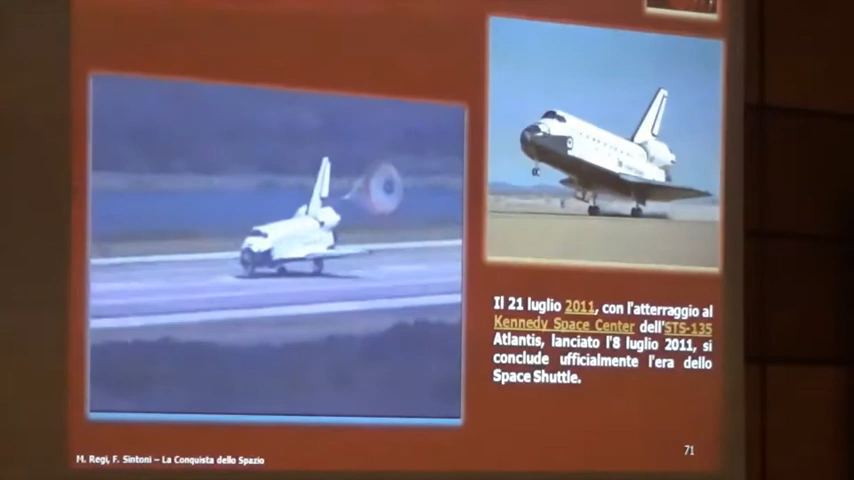 Il 21 luglio 2011, con l'atterraggio al
Kennedy Space Center dell'STS-135
Atlantis, lanciato l'8 luglio 2011, si
conclude ufficialmente l'era dello
Space Shuttle.
M. Regi, F. Sintoni – La Conquista dello Spazio
71